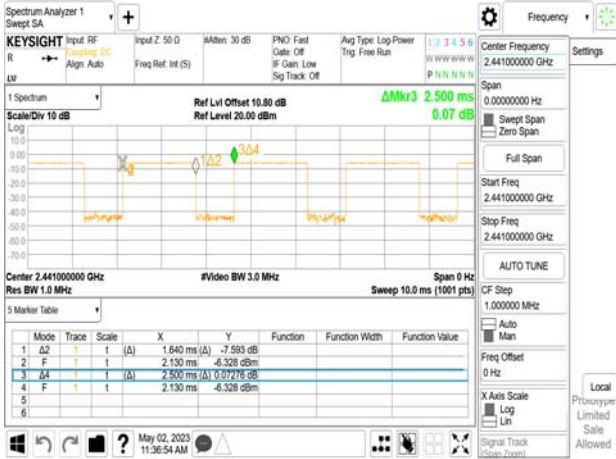 Spectrum Analyzer 1
Swept SA
+
Frequency
KEYSIGHT
R
Input: RF
Coupling: DC
Align: Auto
Input Z: 50 Ω
Freq Ref: Int (S)
#Atten: 30 dB
PNO: Fast
Gate: Off
IF Gain: Low
Sig Track: Off
Avg Type: Log-Power
Trig: Free Run
1 2 3 4 5 6
W W W W W W
P N N N N N
1 Spectrum
Scale/Div 10 dB
Ref Lvl Offset 10.80 dB
Ref Level 20.00 dBm
ΔMkr3 2.500 ms
0.07 dB
Log
10.0
0.00
-10.0
-20.0
-30.0
-40.0
-50.0
-60.0
-70.0
1Δ2
3Δ4
Center 2.441000000 GHz
Res BW 1.0 MHz
#Video BW 3.0 MHz
Span 0 Hz
Sweep 10.0 ms (1001 pts)
5 Marker Table
Mode Trace Scale X Y Function Function Width Function Value
1 Δ2 1 t (Δ) 1.640 ms (Δ) -7.593 dB
2 F 1 t 2.130 ms -6.328 dBm
3 Δ4 1 t (Δ) 2.500 ms (Δ) 0.07276 dB
4 F 1 t 2.130 ms -6.328 dBm
5
6
?
May 02, 2023
11:36:54 AM
Center Frequency
2.441000000 GHz
Settings
Span
0.00000000 Hz
Swept Span
Zero Span
Full Span
Start Freq
2.441000000 GHz
Stop Freq
2.441000000 GHz
AUTO TUNE
CF Step
1.000000 MHz
Auto
Man
Freq Offset
0 Hz
X Axis Scale
Log
Lin
Signal Track
(Span Zoom)
Local
Prototype
Limited
Sale
Allowed